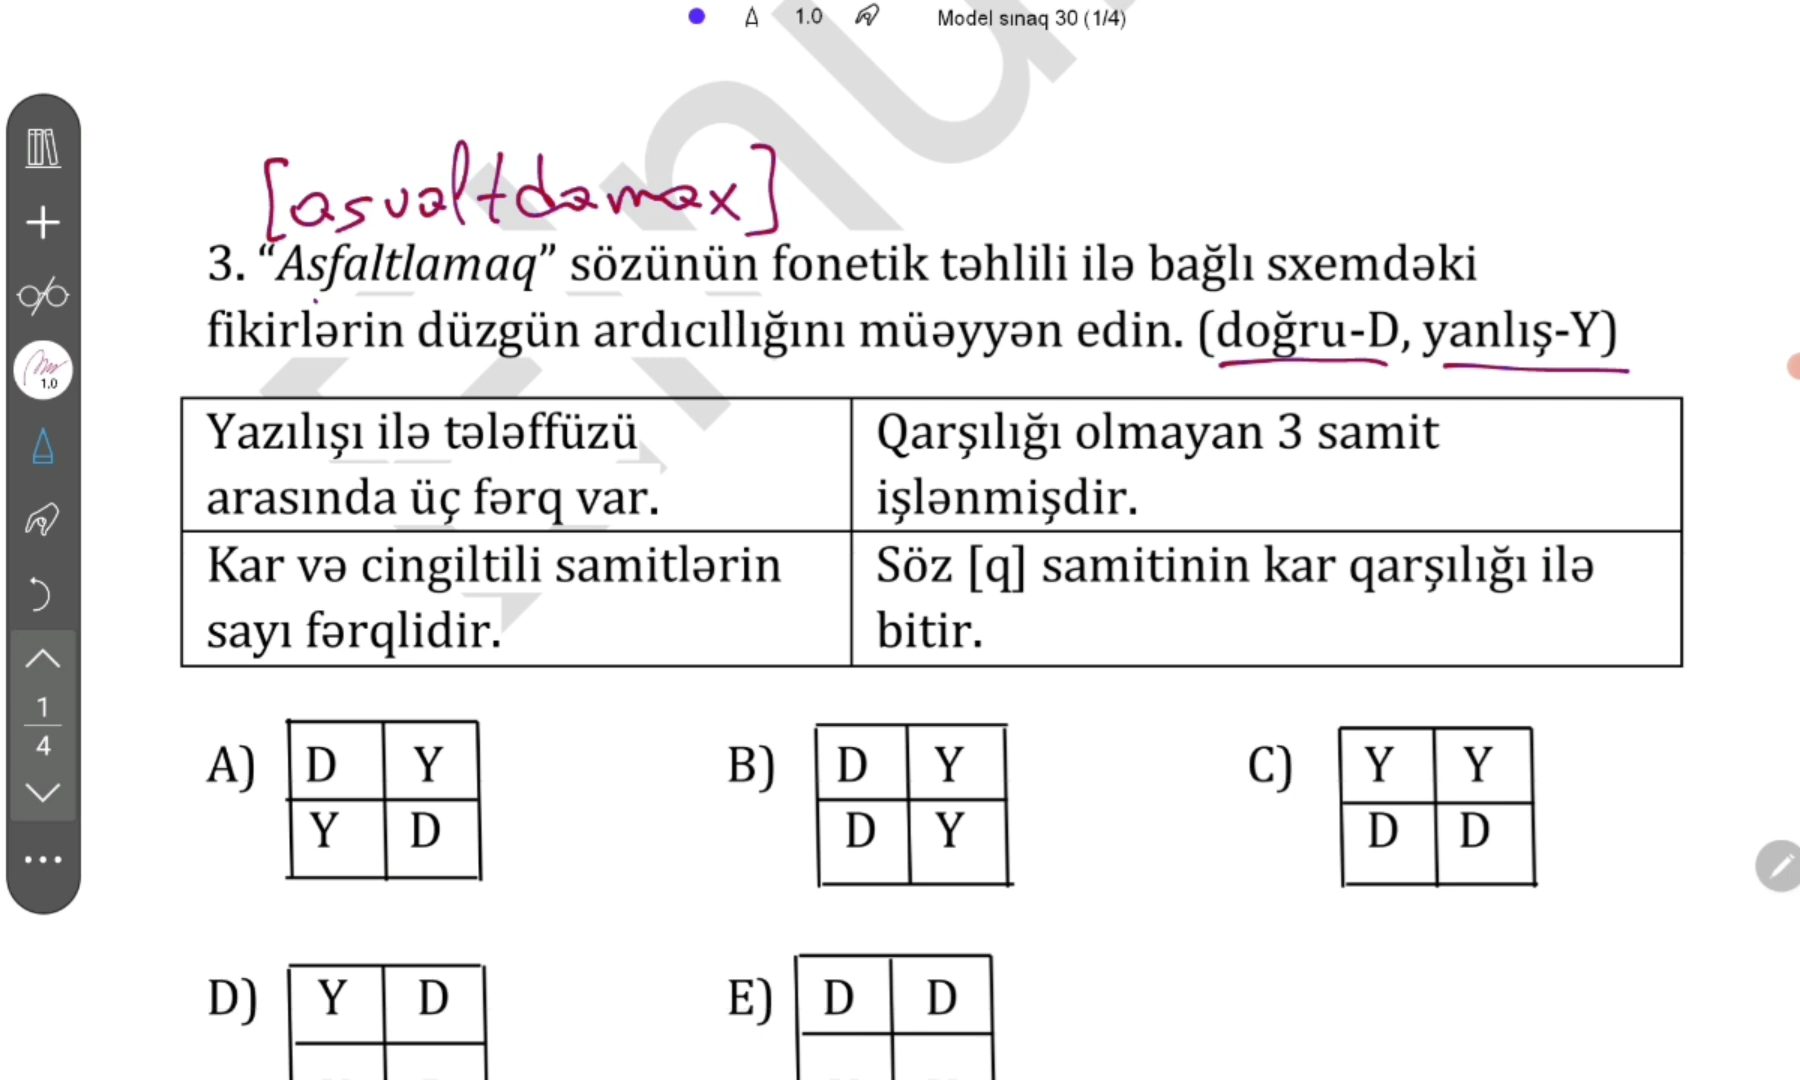 1.0
Model sınaq 30 (1/4)
[asvaltdamax]
3. “Asfaltlamaq” sözünün fonetik təhlili ilə bağlı sxemdəki
fikirlərin düzgün ardıcıllığını müəyyən edin. (doğru-D, yanlış-Y)
Yazılışı ilə tələffüzü
arasında üç fərq var.
Qarşılığı olmayan 3 samit
işlənmişdir.
Kar və cingiltili samitlərin
sayı fərqlidir.
Söz [q] samitinin kar qarşılığı ilə
bitir.
A) D Y
Y D
B) D Y
D Y
C) Y Y
D D
D) Y D
E) D D
1.0
1
4